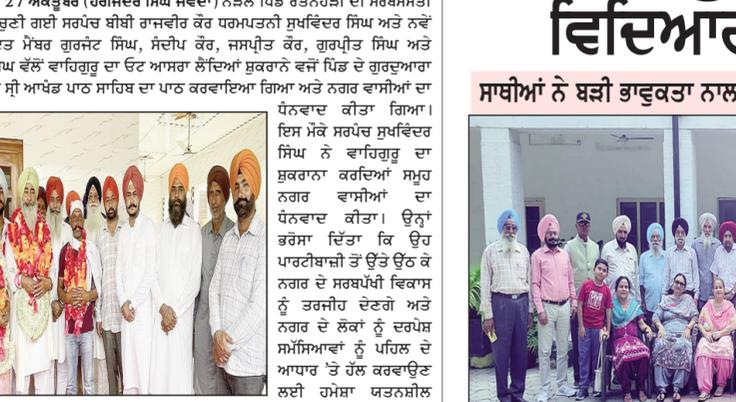 27 ਅਕਤੂਬਰ (ਹਰਜਿੰਦਰ ਸਿੰਘ ਜਵੰਦਾ) ਨੇੜਲੇ ਪਿੰਡ ਰਤਨਹੇੜੀ ਦੀ ਸਰਬਸੰਮਤੀ
ਚੁਣੀ ਗਈ ਸਰਪੰਚ ਬੀਬੀ ਰਾਜਵੀਰ ਕੌਰ ਧਰਮਪਤਨੀ ਸੁਖਵਿੰਦਰ ਸਿੰਘ ਅਤੇ ਨਵੇਂ
ਮੈਂਬਰ ਗੁਰਜੰਟ ਸਿੰਘ, ਸੰਦੀਪ ਕੌਰ, ਜਸਪ੍ਰੀਤ ਕੌਰ, ਗੁਰਪ੍ਰੀਤ ਸਿੰਘ ਅਤੇ
ਵੱਲੋਂ ਵਾਹਿਗੁਰੂ ਦਾ ਓਟ ਆਸਰਾ ਲੈਂਦਿਆਂ ਸ਼ੁਕਰਾਨੇ ਵਜੋਂ ਪਿੰਡ ਦੇ ਗੁਰਦੁਆਰਾ
ਸ੍ਰੀ ਆਖੰਡ ਪਾਠ ਸਾਹਿਬ ਦਾ ਪਾਠ ਕਰਵਾਇਆ ਗਿਆ ਅਤੇ ਨਗਰ ਵਾਸੀਆਂ ਦਾ
ਧੰਨਵਾਦ ਕੀਤਾ ਗਿਆ।
ਇਸ ਮੌਕੇ ਸਰਪੰਚ ਸੁਖਵਿੰਦਰ
ਸਿੰਘ ਨੇ ਵਾਹਿਗੁਰੂ ਦਾ
ਸ਼ੁਕਰਾਨਾ ਕਰਦਿਆਂ ਸਮੂਹ
ਨਗਰ ਵਾਸੀਆਂ ਦਾ
ਧੰਨਵਾਦ ਕੀਤਾ। ਉਨ੍ਹਾਂ
ਭਰੋਸਾ ਦਿੱਤਾ ਕਿ ਉਹ
ਪਾਰਟੀਬਾਜ਼ੀ ਤੋਂ ਉੱਤੇ ਉੱਠ ਕੇ
ਨਗਰ ਦੇ ਸਰਬਪੱਖੀ ਵਿਕਾਸ
ਨੂੰ ਤਰਜੀਹ ਦੇਣਗੇ ਅਤੇ
ਨਗਰ ਦੇ ਲੋਕਾਂ ਨੂੰ ਦਰਪੇਸ਼
ਸਮੱਸਿਆਵਾਂ ਨੂੰ ਪਹਿਲ ਦੇ
ਆਧਾਰ 'ਤੇ ਹੱਲ ਕਰਵਾਉਣ
ਲਈ ਹਮੇਸ਼ਾ ਯਤਨਸ਼ੀਲ
ਵਿਦਿਆਰ
ਸਾਥੀਆਂ ਨੇ ਬੜੀ ਭਾਵੁਕਤਾ ਨਾਲ